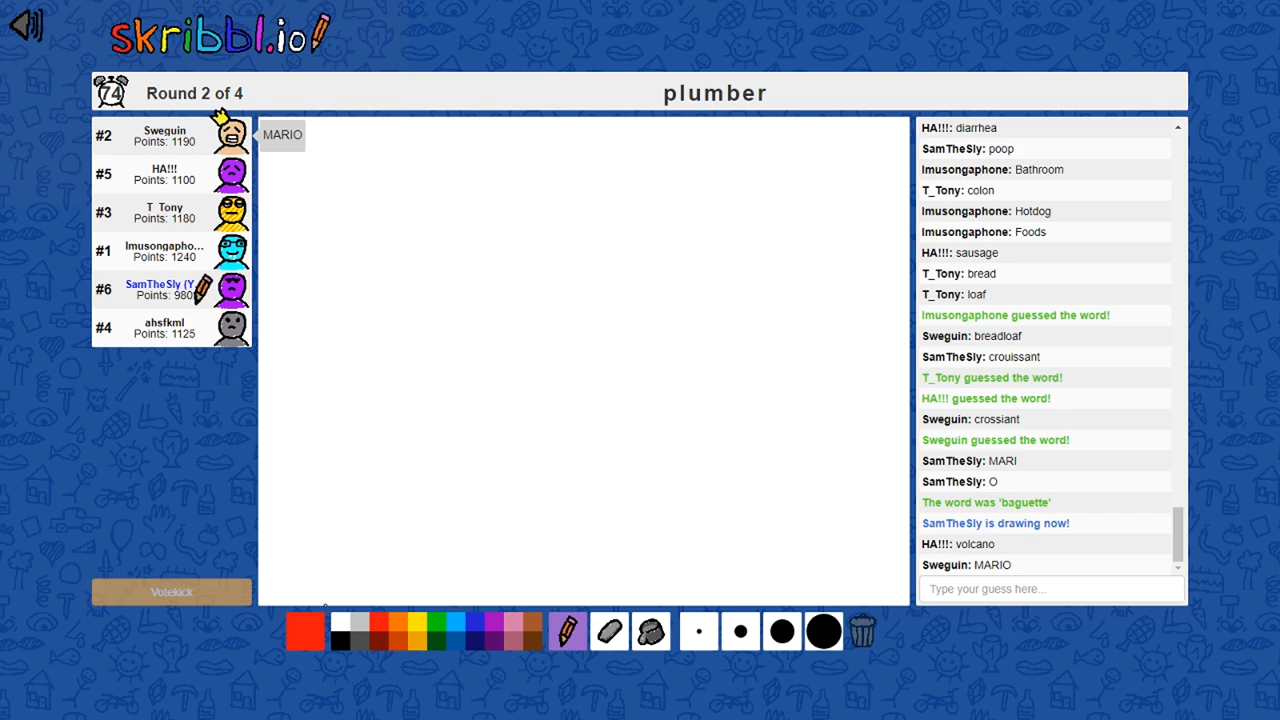 skribbl.io
74
Round 2 of 4
plumber
#2
Sweguin
Points: 1190
MARIO
#5
HA!!!
Points: 1100
#3
T_Tony
Points: 1180
#1
Imusongapho...
Points: 1240
#6
SamTheSly (Y
Points: 980
#4
ahsfkml
Points: 1125
Votekick
HA!!!: diarrhea
SamTheSly: poop
Imusongaphone: Bathroom
T_Tony: colon
Imusongaphone: Hotdog
Imusongaphone: Foods
HA!!!: sausage
T_Tony: bread
T_Tony: loaf
Imusongaphone guessed the word!
Sweguin: breadloaf
SamTheSly: crouissant
T_Tony guessed the word!
HA!!! guessed the word!
Sweguin: crossiant
Sweguin guessed the word!
SamTheSly: MARI
SamTheSly: O
The word was 'baguette'
SamTheSly is drawing now!
HA!!!: volcano
Sweguin: MARIO
Type your guess here...